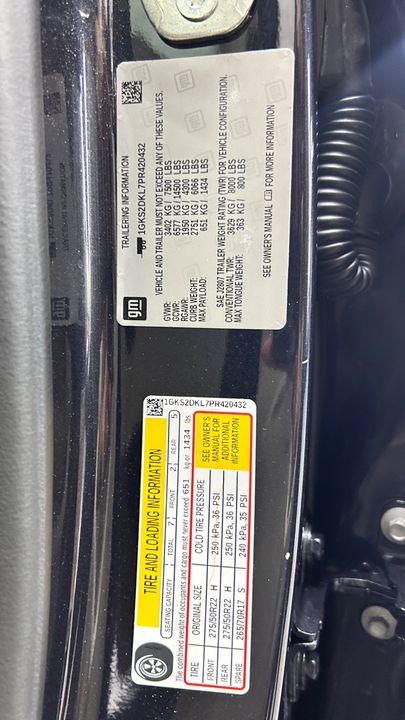 gm
TRAILERING INFORMATION
1GKS2DKL7PR420432
VEHICLE AND TRAILER MUST NOT EXCEED ANY OF THESE VALUES.
GVWR: 3402 KG/ 7500 LBS
GCWR: 6577 KG/ 14500 LBS
RGAWR: 1950 KG/ 4300 LBS
CURB WEIGHT: 2751 KG/ 6066 LBS
MAX PAYLOAD: 651 KG/ 1434 LBS
SAE J2807 TRAILER WEIGHT RATING (TWR) FOR VEHICLE CONFIGURATION.
CONVENTIONAL TWR: 3629 KG/ 8000 LBS
MAX TONGUE WEIGHT: 363 KG/ 800 LBS
SEE OWNER'S MANUAL FOR MORE INFORMATION
1GKS2DKL7PR420432
TIRE AND LOADING INFORMATION
SEATING CAPACITY TOTAL 7 FRONT 2 REAR 5
The combined weight of occupants and cargo must never exceed 651 kg or 1434 lbs.
TIRE ORIGINAL SIZE COLD TIRE PRESSURE
FRONT 275/50R22 H 250 kPa, 36 PSI
REAR 275/50R22 H 250 kPa, 36 PSI
SPARE 265/70R17 S 240 kPa, 35 PSI
SEE OWNER'S
MANUAL FOR
ADDITIONAL
INFORMATION